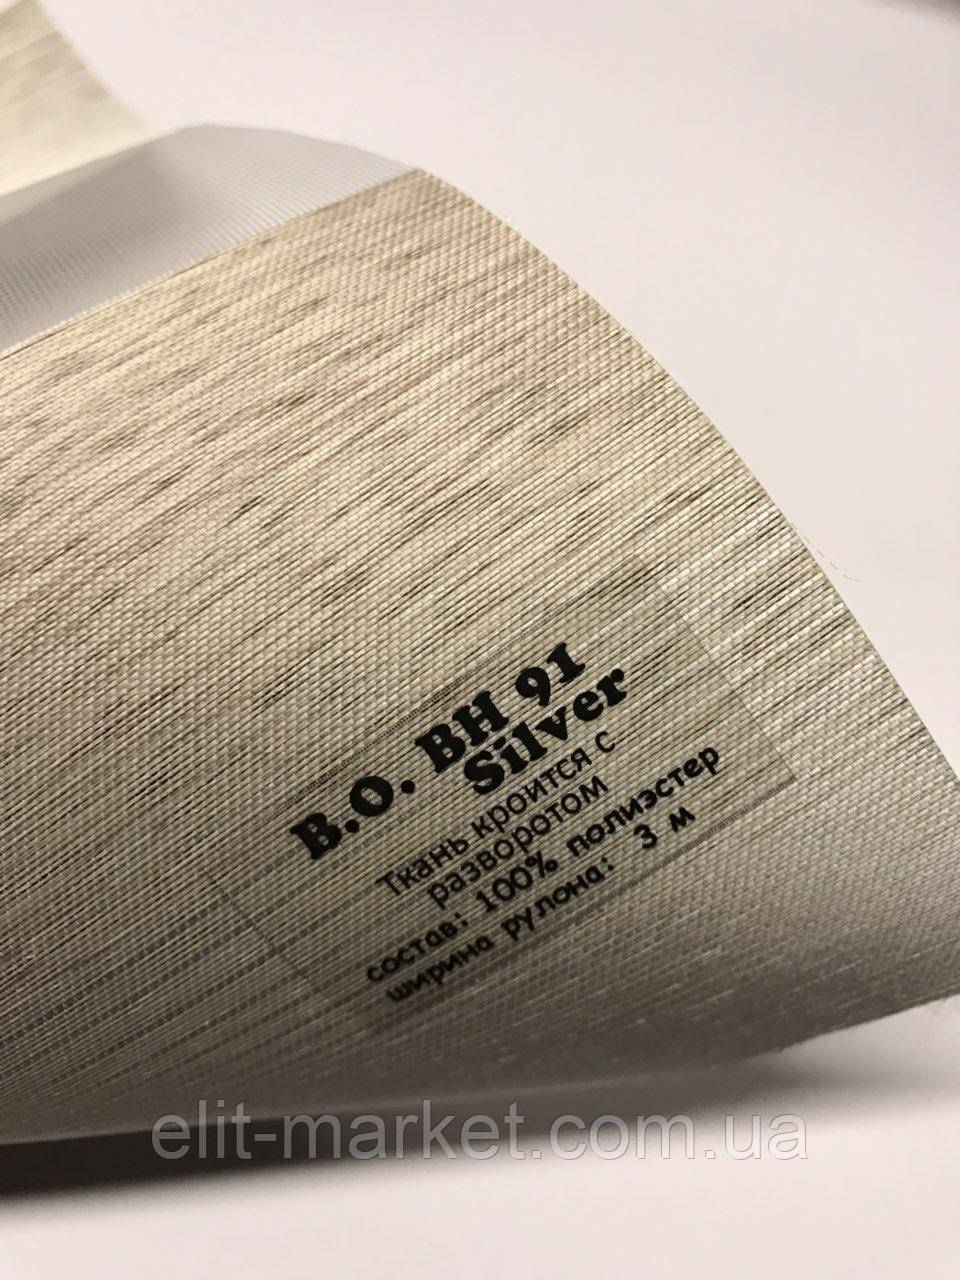 B.O. BH 91
Silver
Ткань кроится с
разворотом
состав: 100% полиэстер
ширина рулона: 3 м
elit-market.com.ua